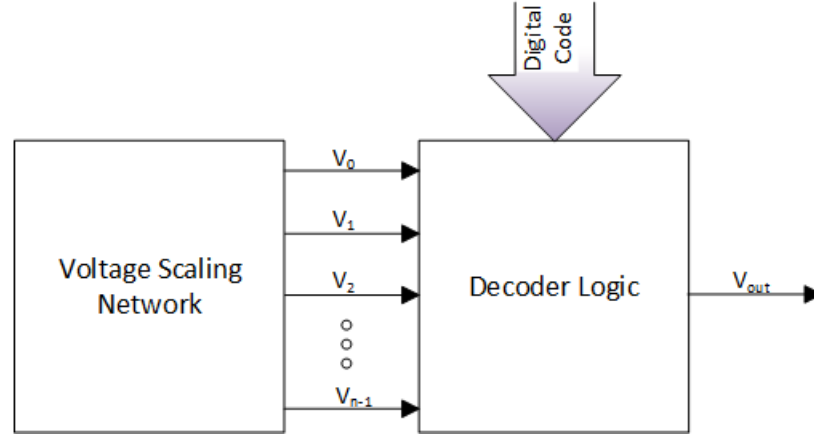 Digital
Code
V₀
V₁
Voltage Scaling
Network
V₂
Decoder Logic
Vₒᵤₜ
Vₙ₋₁